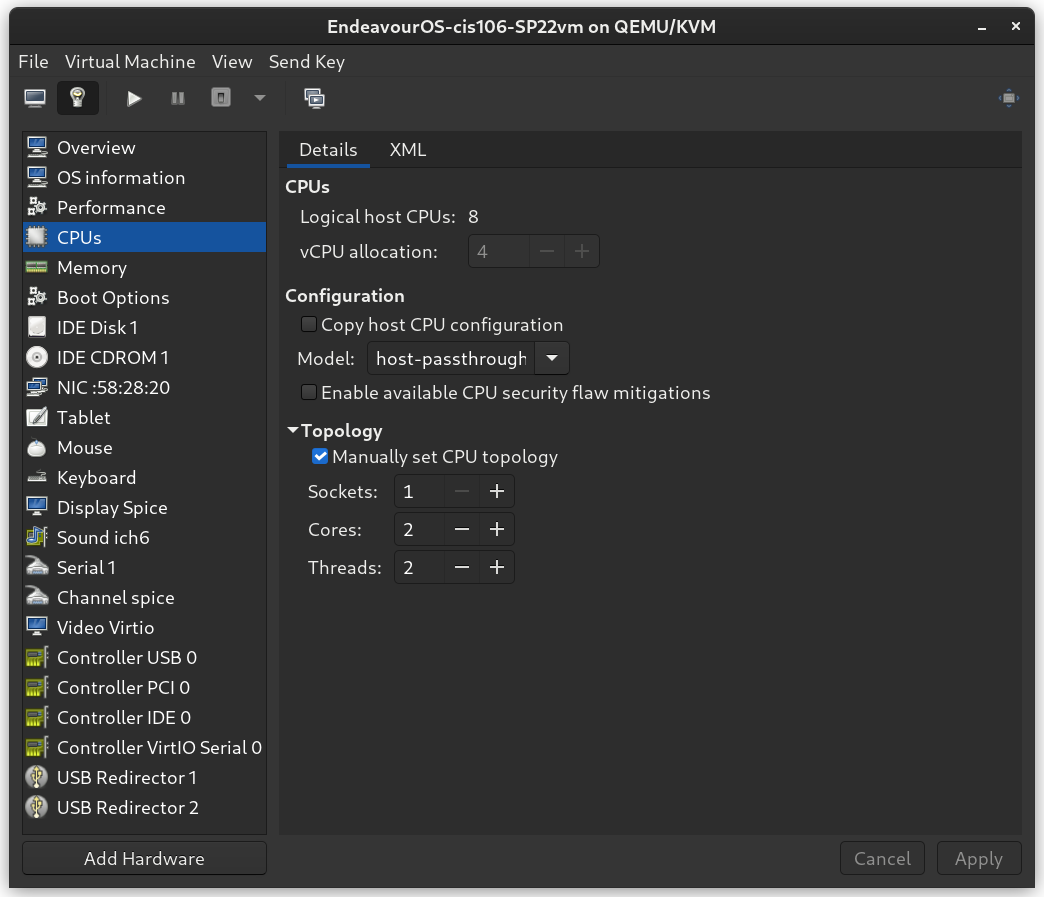 EndeavourOS-cis106-SP22vm on QEMU/KVM
File Virtual Machine View Send Key
Overview
OS information
Performance
CPUs
Memory
Boot Options
IDE Disk 1
IDE CDROM 1
NIC :58:28:20
Tablet
Mouse
Keyboard
Display Spice
Sound ich6
Serial 1
Channel spice
Video Virtio
Controller USB 0
Controller PCI 0
Controller IDE 0
Controller VirtIO Serial 0
USB Redirector 1
USB Redirector 2
Add Hardware
Details XML
CPUs
Logical host CPUs: 8
vCPU allocation: 4
Configuration
Copy host CPU configuration
Model: host-passthrough
Enable available CPU security flaw mitigations
Topology
Manually set CPU topology
Sockets: 1
Cores: 2
Threads: 2
Cancel Apply